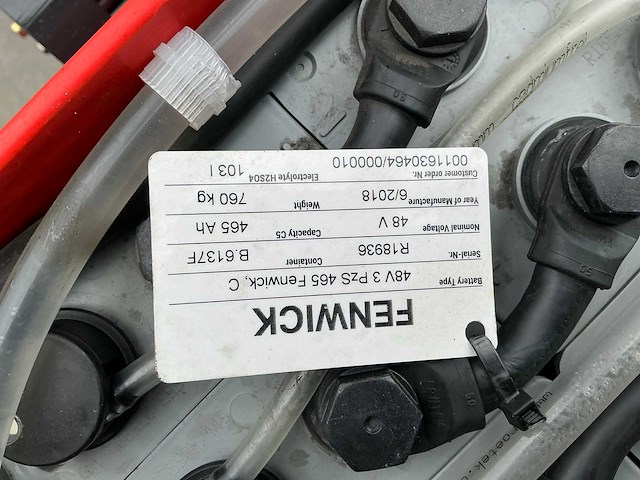 FENWICK
Battery Type 48V 3 PzS 465 Fenwick, C
Serial-Nr. R18936 Container B.6137F
Nominal Voltage 48 V Capacity C5 465 Ah
Year of Manufacture 6/2018 Weight 760 kg
Customer order Nr. 0011630464/000010 Electrolyte H2SO4 103 l